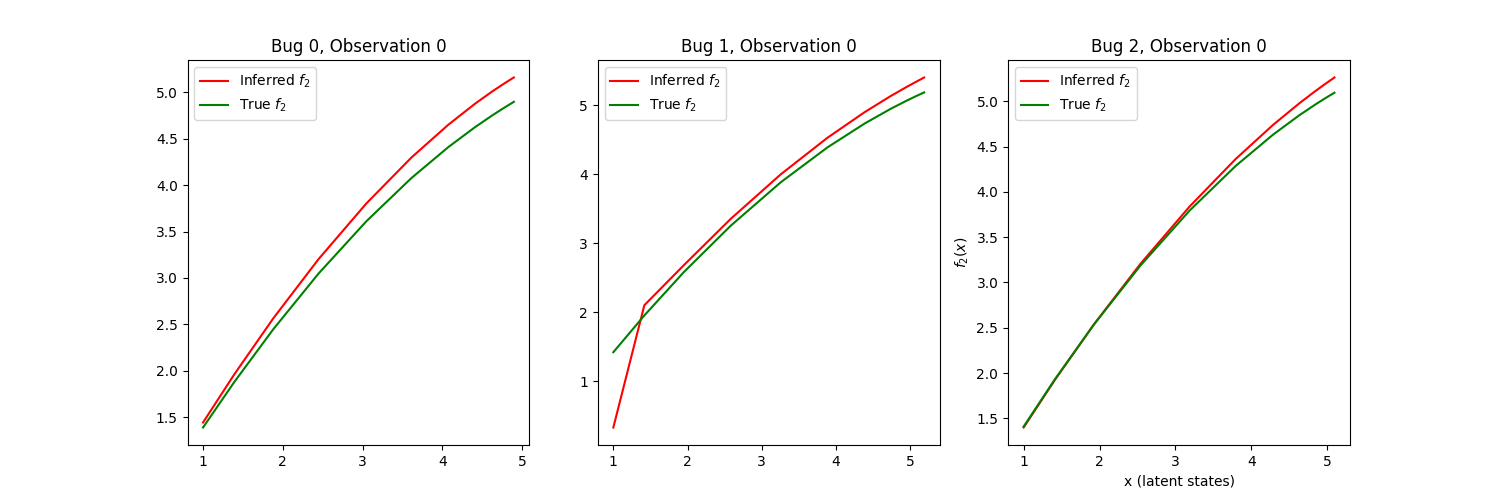 Bug 0, Observation 0
Inferred f₂
True f₂
5.0
4.5
4.0
3.5
3.0
2.5
2.0
1.5
1 2 3 4 5
Bug 1, Observation 0
Inferred f₂
True f₂
5
4
3
2
1
1 2 3 4 5
Bug 2, Observation 0
Inferred f₂
True f₂
f₂(x)
5.0
4.5
4.0
3.5
3.0
2.5
2.0
1.5
1 2 3 4 5
x (latent states)